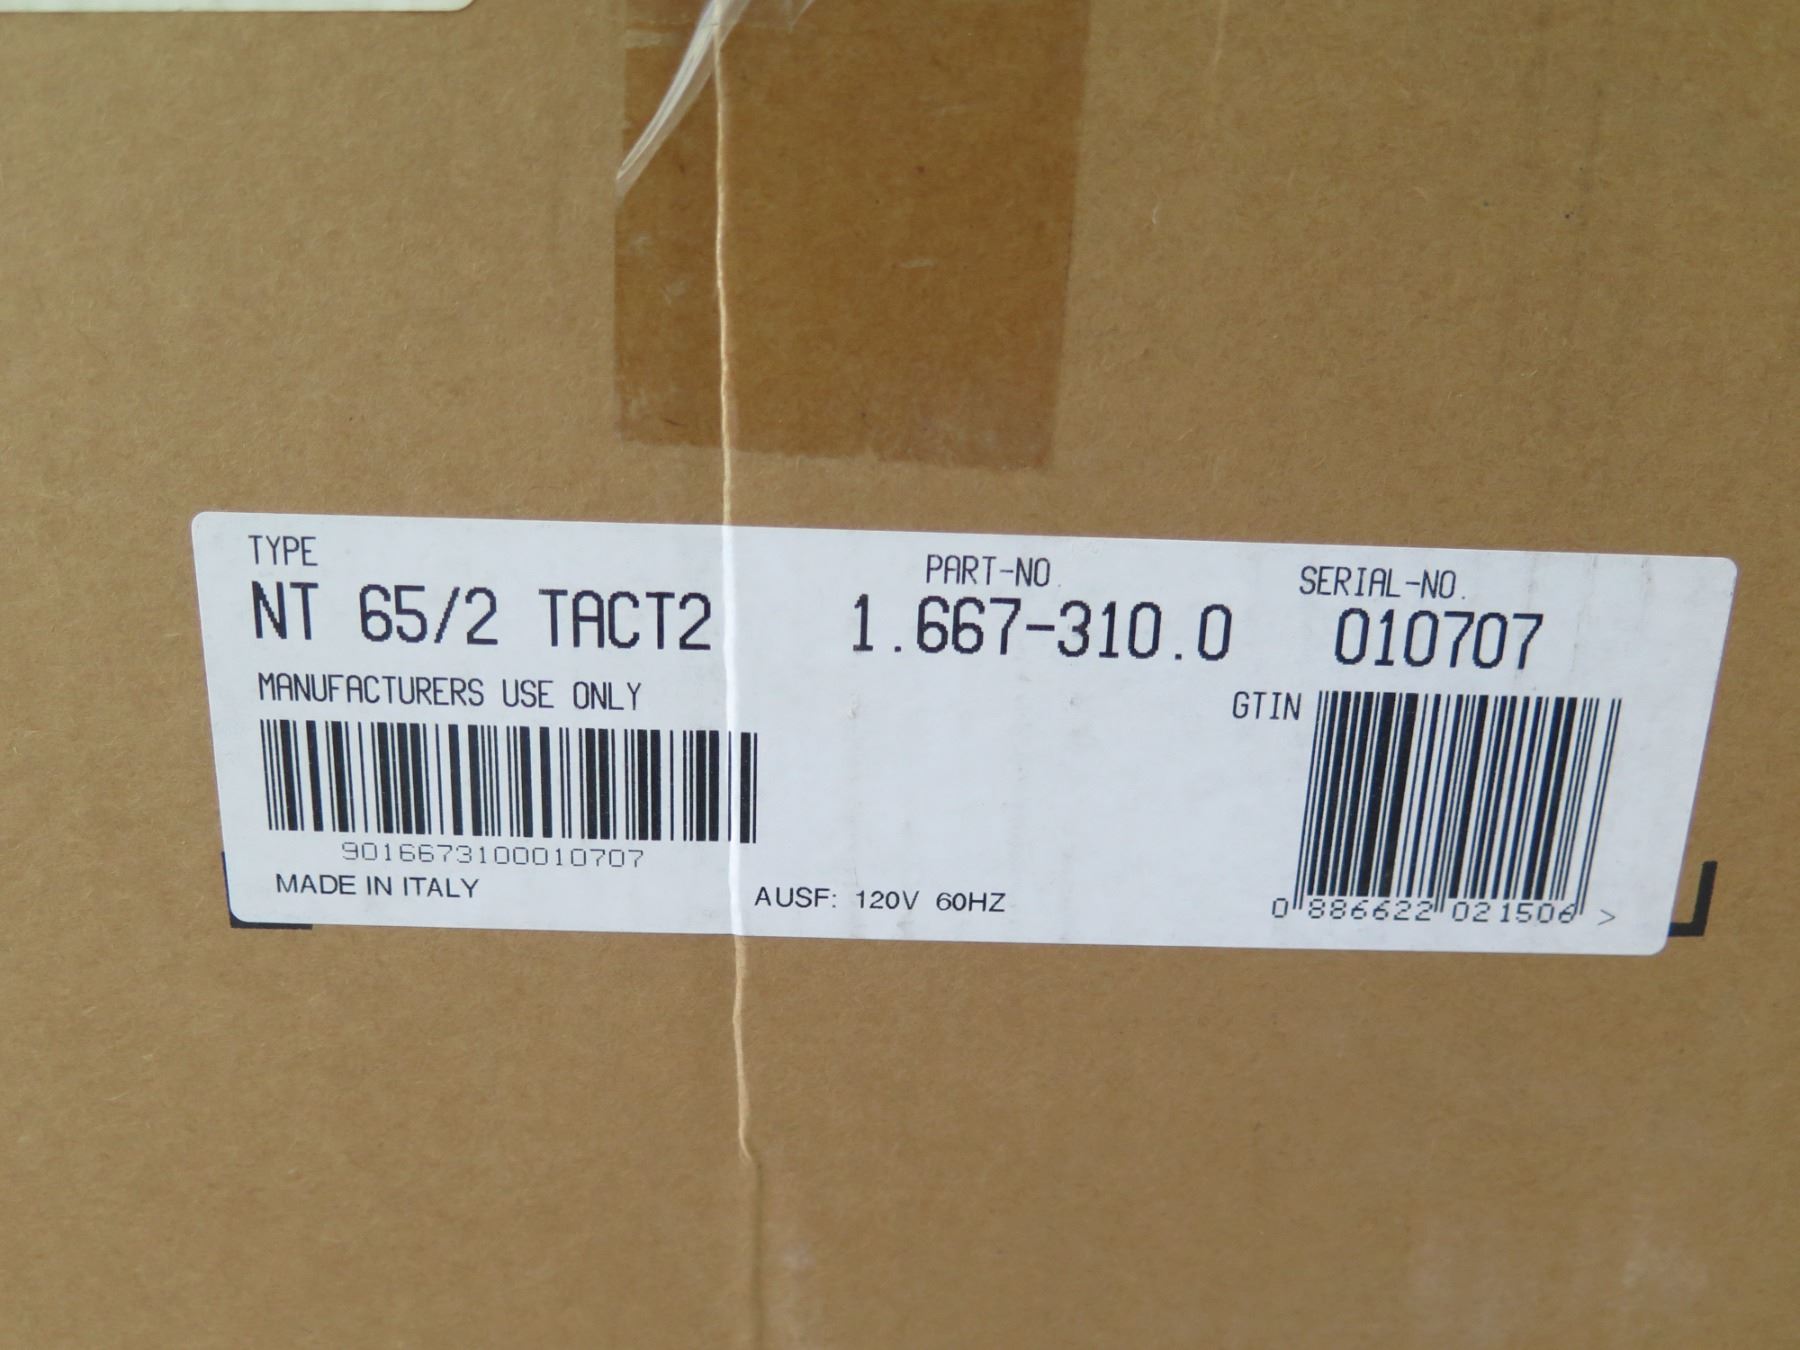 TYPE
NT 65/2 TACT2
PART-NO.
1.667-310.0
SERIAL-NO.
010707
MANUFACTURERS USE ONLY
9016673100010707
MADE IN ITALY
AUSF: 120V 60HZ
GTIN
0 886622 021506 >